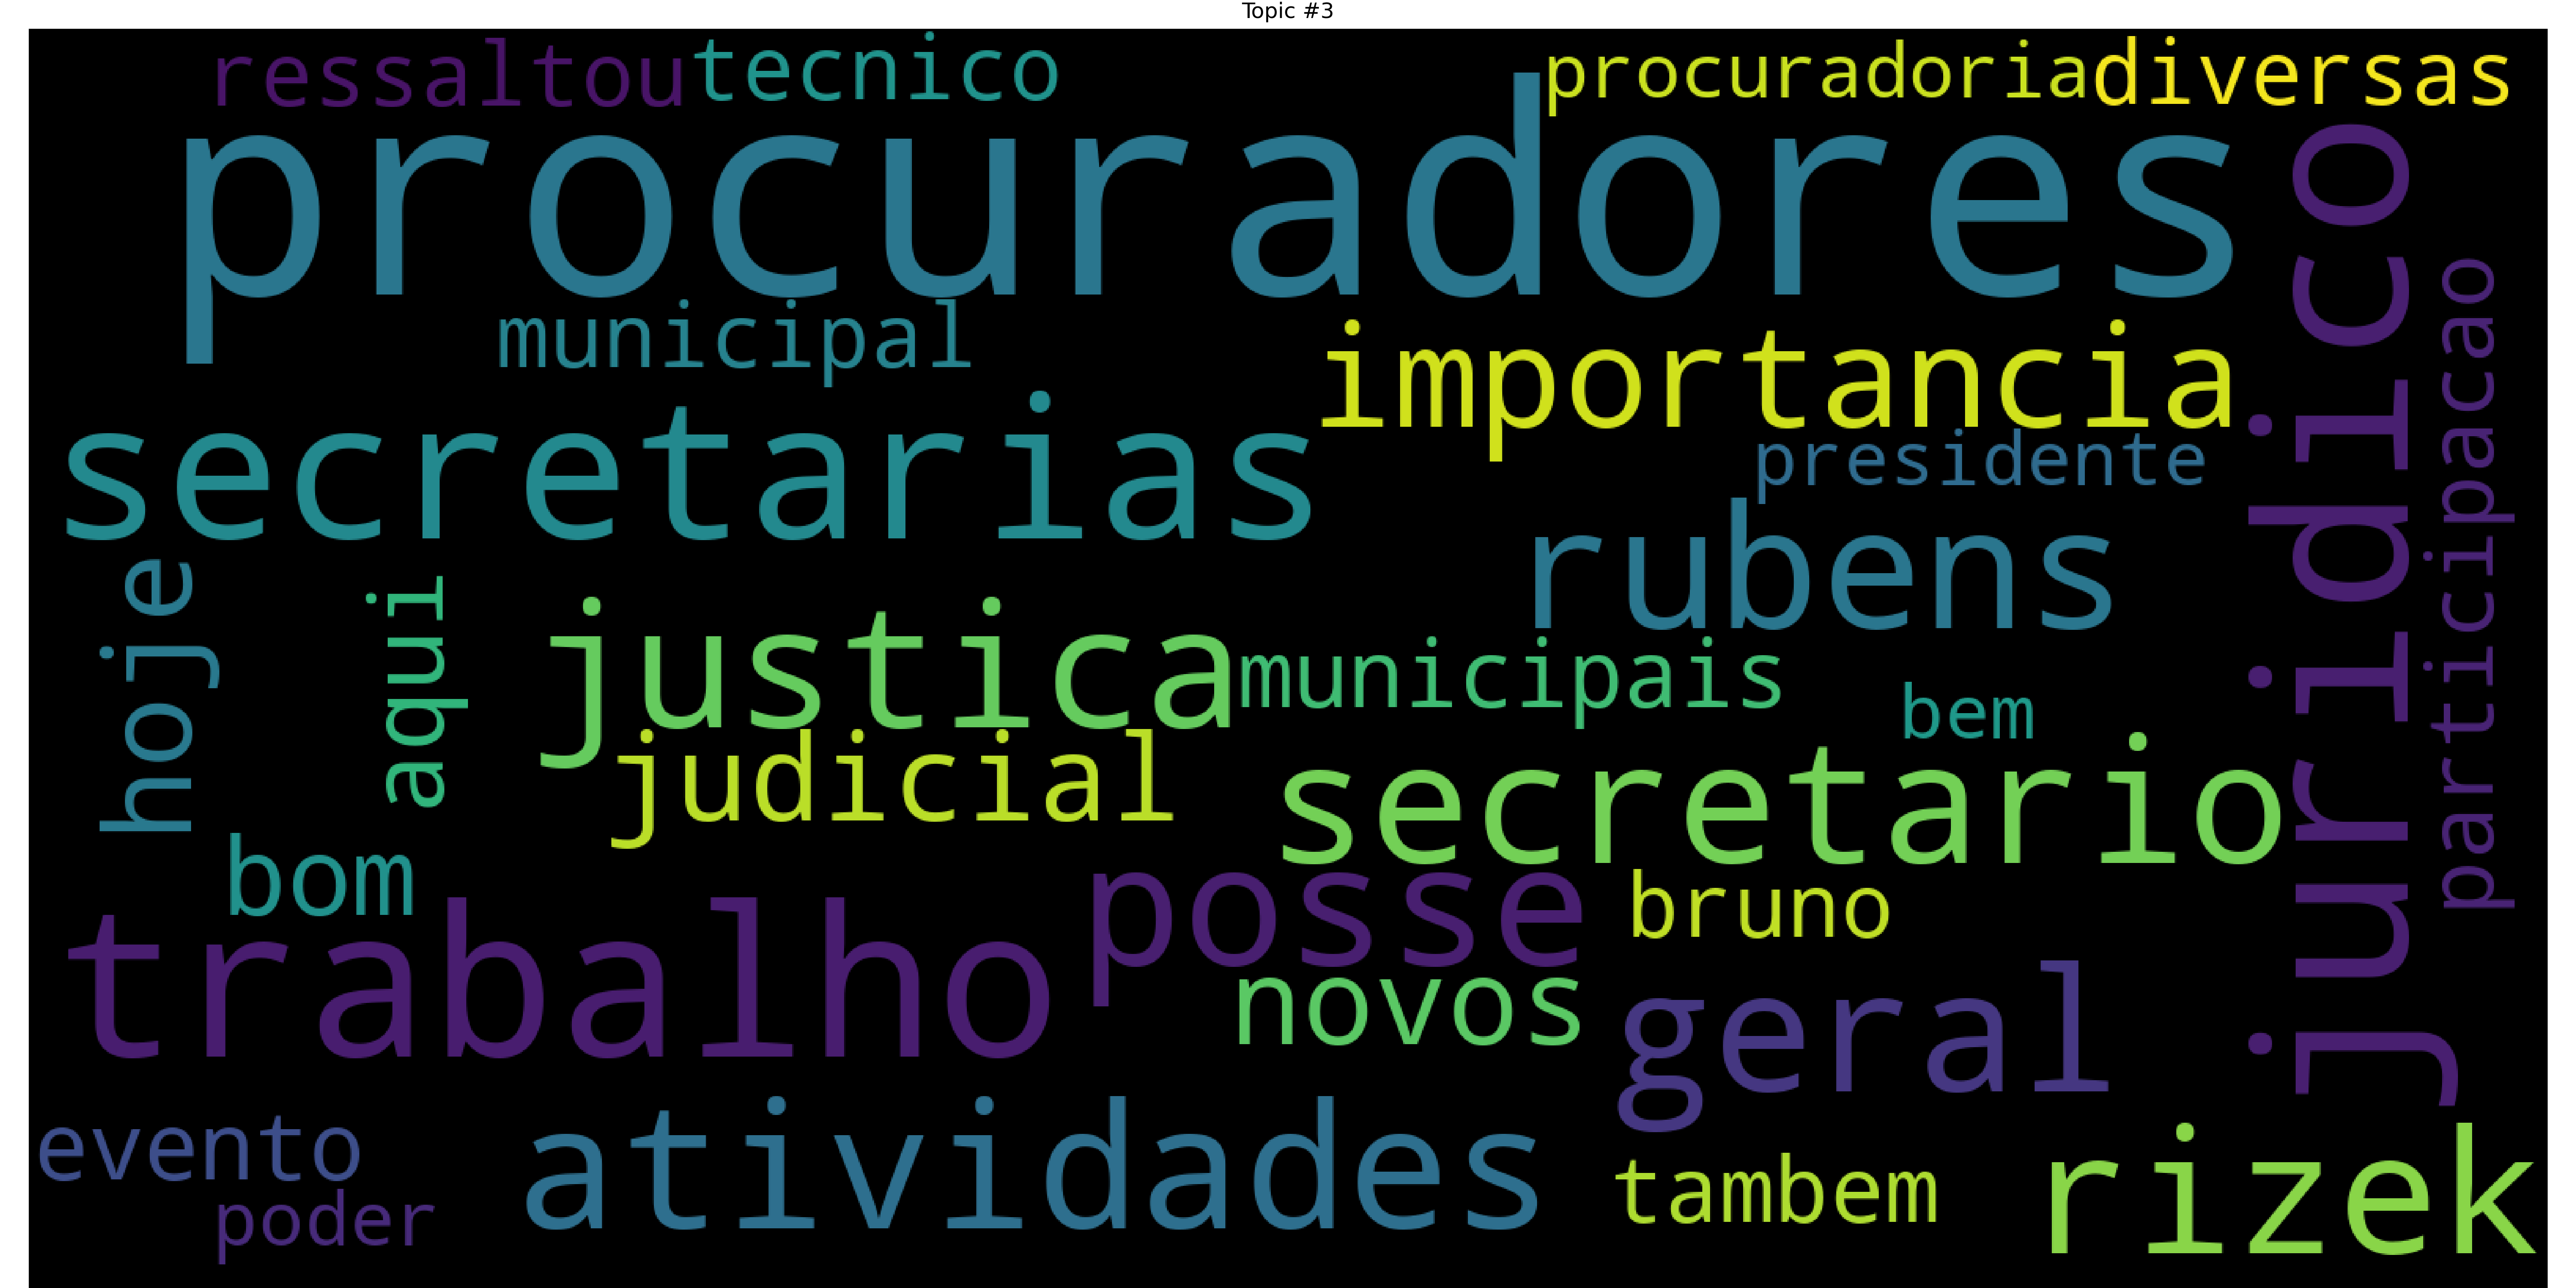 Topic #3
ressaltou tecnico procuradoria diversas
procuradores
juridico
participacao
municipal
importancia
secretarias
presidente
rubens
hoje
aqui
justica
municipais
bem
judicial
secretario
bom
posse
bruno
trabalho
novos
geral
evento
atividades
tambem
rizek
poder